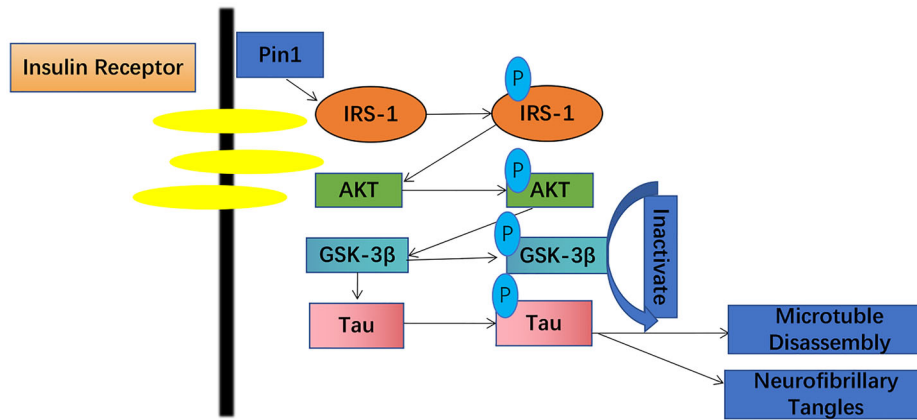 Insulin Receptor
Pin1
P
IRS-1
IRS-1
P
AKT
AKT
P
GSK-3β
GSK-3β
Inactivate
P
Tau
Tau
Microtuble
Disassembly
Neurofibrillary
Tangles